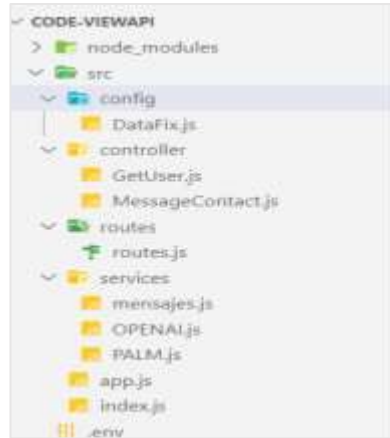 CODE-VIEWAPI
node_modules
src
config
DataFix.js
controller
GetUser.js
MessageContact.js
routes
routes.js
services
mensajes.js
OPENAI.js
PALM.js
app.js
index.js
.env